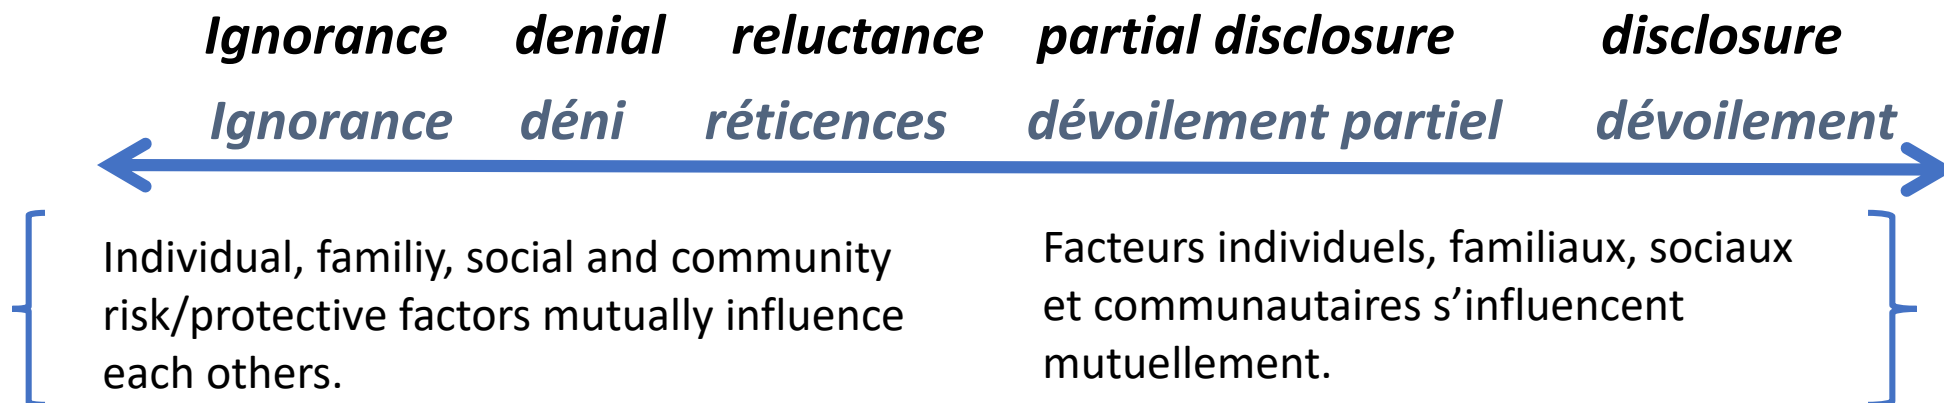 Ignorance denial reluctance partial disclosure disclosure
Ignorance déni réticences dévoilement partiel dévoilement
Individual, familiy, social and community
risk/protective factors mutually influence
each others.
Facteurs individuels, familiaux, sociaux
et communautaires s’influencent
mutuellement.